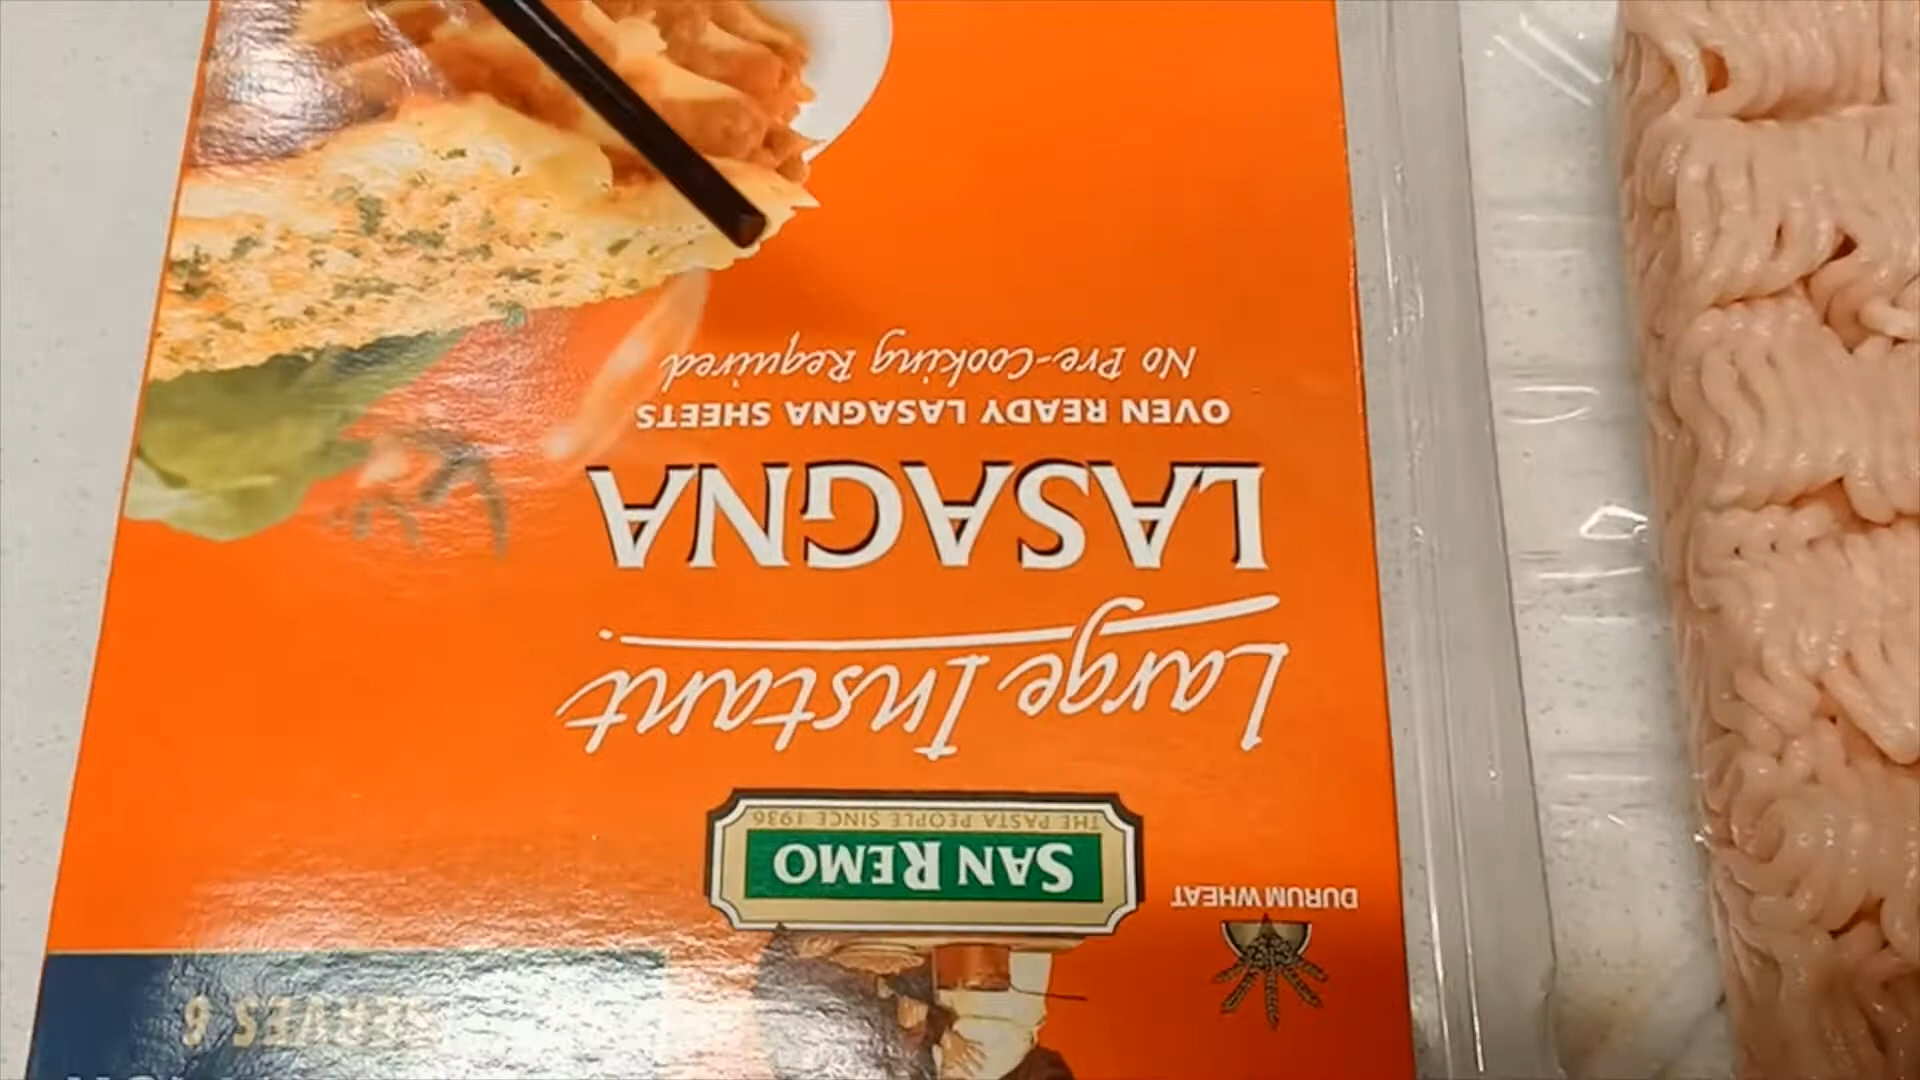 SERVES 6
DURUM WHEAT
SAN REMO
THE PASTA PEOPLE SINCE 1936
Large Instant
LASAGNA
OVEN READY LASAGNA SHEETS
No Pre-Cooking Required